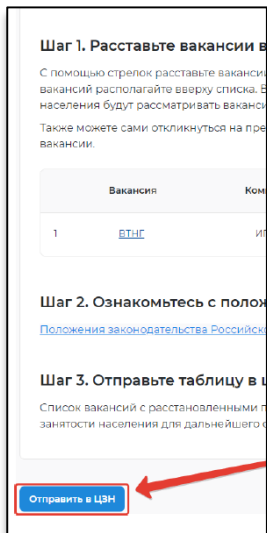 Шаг 1. Расставьте вакансии в
С помощью стрелок расставьте вакансии
вакансий располагайте вверху списка. В
населения будут рассматривать ваканси
Также можете сами откликнуться на пре
вакансии.
Вакансия Ком
1 ВТНГ ИП
Шаг 2. Ознакомьтесь с полож
Положения законодательства Российско
Шаг 3. Отправьте таблицу в ц
Список вакансий с расстановленными п
занятости населения для дальнейшего с
Отправить в ЦЗН